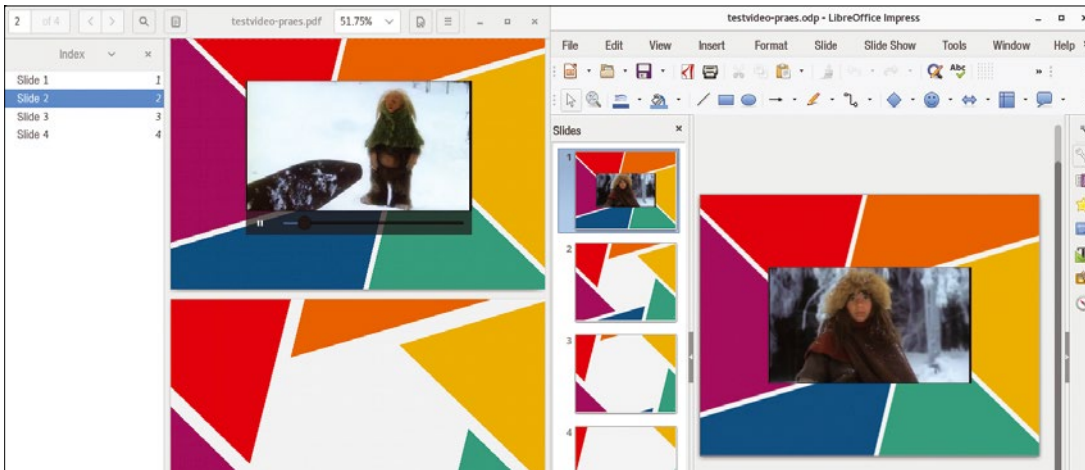 2 of 4 testvideo-praes.pdf 51.75%
Index
Slide 1 1
Slide 2 2
Slide 3 3
Slide 4 4
testvideo-praes.odp - LibreOffice Impress
File Edit View Insert Format Slide Slide Show Tools Window Help
Abc
Slides
1
2
3
4